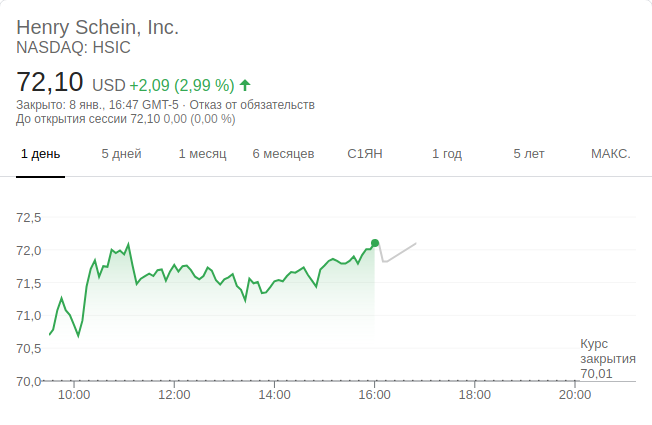 Henry Schein, Inc.
NASDAQ: HSIC
72,10 USD +2,09 (2,99 %)
Закрыто: 8 янв., 16:47 GMT-5 · Отказ от обязательств
До открытия сессии 72,10 0,00 (0,00 %)
1 день 5 дней 1 месяц 6 месяцев С1ЯН 1 год 5 лет МАКС.
72,5
72,0
71,5
71,0
70,5
Курс
закрытия
70,01
70,0
10:00 12:00 14:00 16:00 18:00 20:00